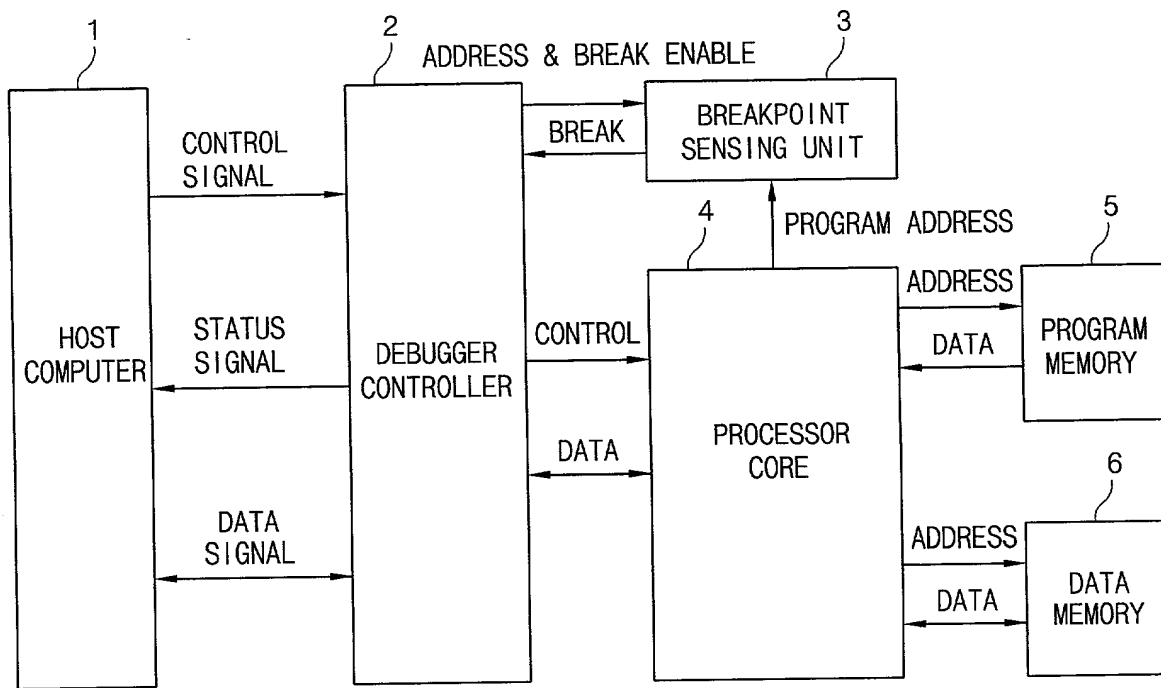 1
2
ADDRESS & BREAK ENABLE
3
BREAKPOINT
SENSING UNIT
BREAK
CONTROL
SIGNAL
PROGRAM ADDRESS
4
5
ADDRESS
PROGRAM
MEMORY
DATA
HOST
COMPUTER
STATUS
SIGNAL
DEBUGGER
CONTROLLER
CONTROL
PROCESSOR
CORE
DATA
6
DATA
SIGNAL
ADDRESS
DATA
MEMORY
DATA